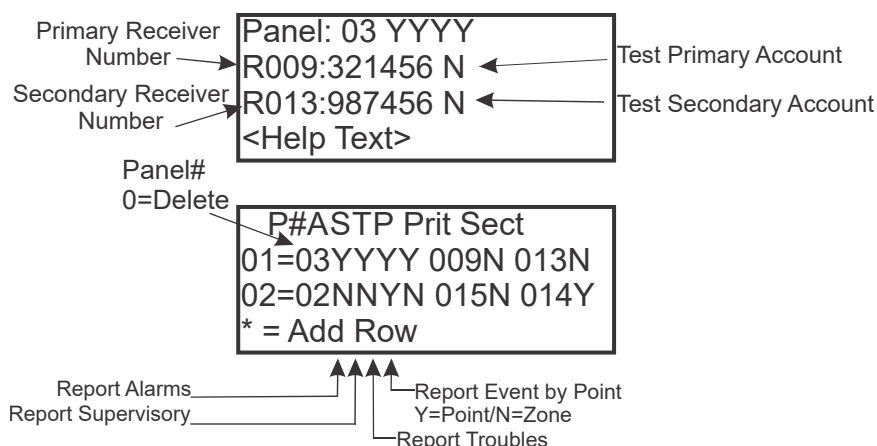 Primary Receiver
Number
Panel: 03 YYYY
R009:321456 N
Test Primary Account
Secondary Receiver
Number
R013:987456 N
Test Secondary Account
<Help Text>
Panel#
0=Delete
P#ASTP Prit Sect
01=03YYYY 009N 013N
02=02NNYN 015N 014Y
* = Add Row
Report Alarms
Report Supervisory
Report Event by Point
Y=Point/N=Zone
Report Troubles